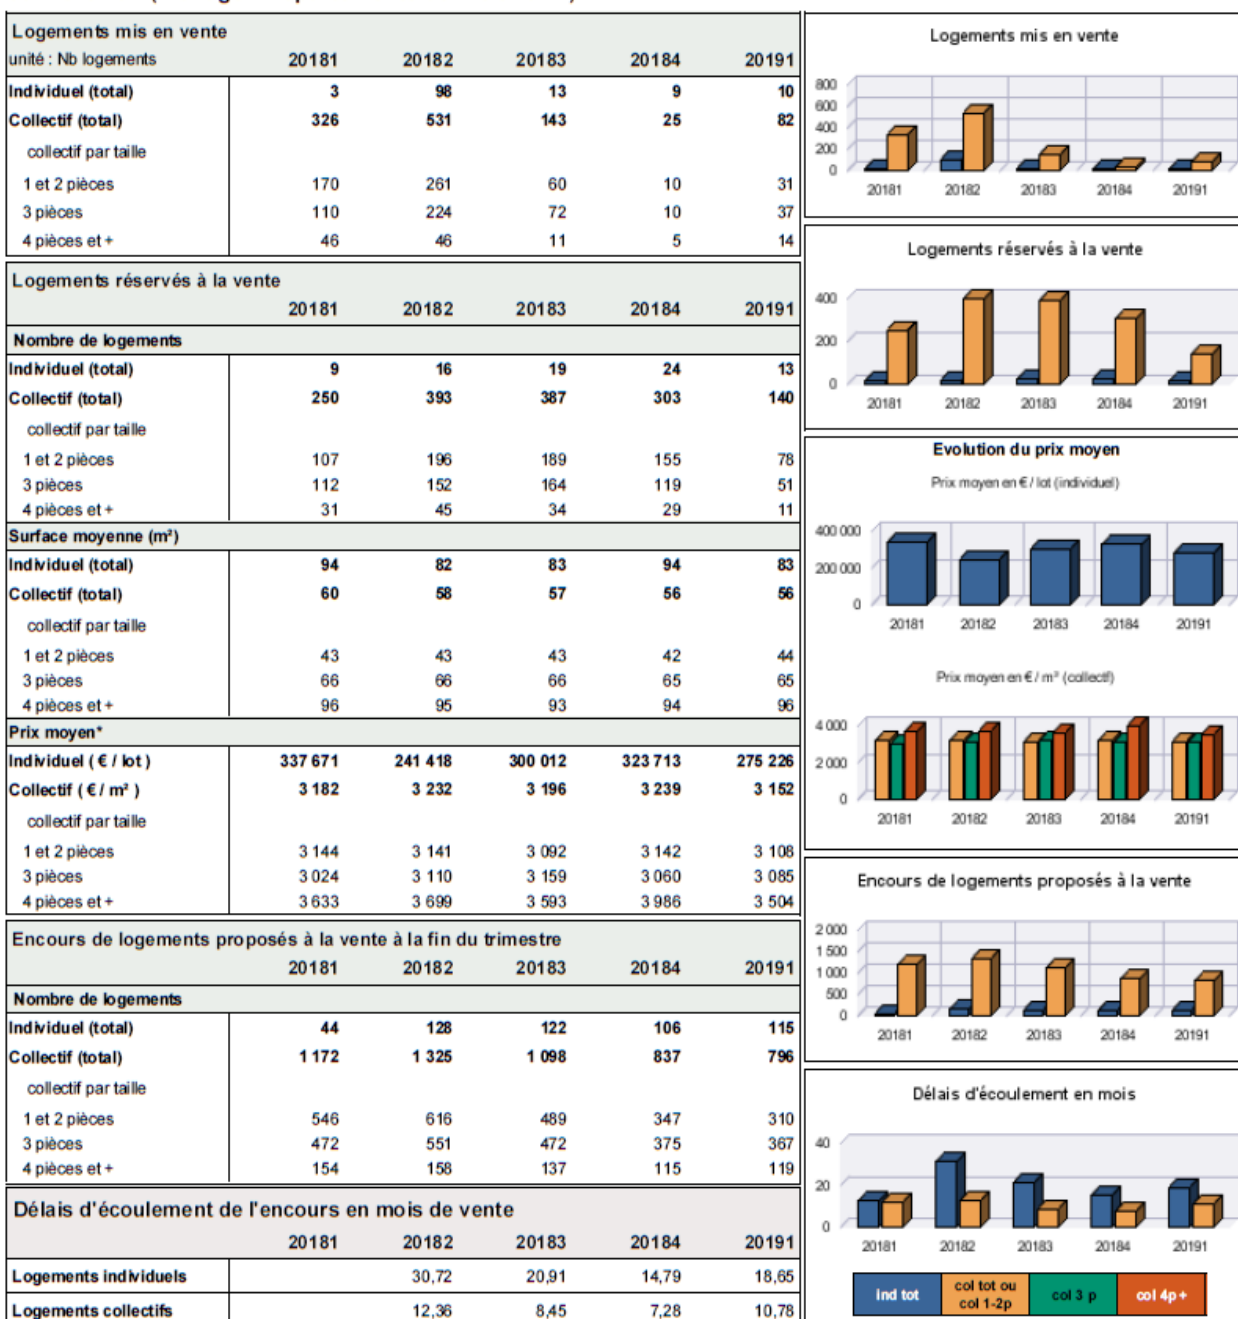 Logements mis en vente
unité : Nb logements 20181 20182 20183 20184 20191
Individuel (total) 3 98 13 9 10
Collectif (total) 326 531 143 25 82
collectif par taille
1 et 2 pièces 170 261 60 10 31
3 pièces 110 224 72 10 37
4 pièces et + 46 46 11 5 14
Logements réservés à la vente
20181 20182 20183 20184 20191
Nombre de logements
Individuel (total) 9 16 19 24 13
Collectif (total) 250 393 387 303 140
collectif par taille
1 et 2 pièces 107 196 189 155 78
3 pièces 112 152 164 119 51
4 pièces et + 31 45 34 29 11
Surface moyenne (m²)
Individuel (total) 94 82 83 94 83
Collectif (total) 60 58 57 56 56
collectif par taille
1 et 2 pièces 43 43 43 42 44
3 pièces 66 66 66 65 65
4 pièces et + 96 95 93 94 96
Prix moyen*
Individuel ( € / lot ) 337 671 241 418 300 012 323 713 275 226
Collectif ( € / m² ) 3 182 3 232 3 196 3 239 3 152
collectif par taille
1 et 2 pièces 3 144 3 141 3 092 3 142 3 108
3 pièces 3 024 3 110 3 159 3 060 3 085
4 pièces et + 3 633 3 699 3 593 3 986 3 504
Encours de logements proposés à la vente à la fin du trimestre
20181 20182 20183 20184 20191
Nombre de logements
Individuel (total) 44 128 122 106 115
Collectif (total) 1 172 1 325 1 098 837 796
collectif par taille
1 et 2 pièces 546 616 489 347 310
3 pièces 472 551 472 375 367
4 pièces et + 154 158 137 115 119
Délais d'écoulement de l'encours en mois de vente
20181 20182 20183 20184 20191
Logements individuels 30,72 20,91 14,79 18,65
Logements collectifs 12,36 8,45 7,28 10,78
Logements mis en vente
800
600
400
200
0
20181 20182 20183 20184 20191
Logements réservés à la vente
400
200
0
20181 20182 20183 20184 20191
Evolution du prix moyen
Prix moyen en € / lot (individuel)
400 000
200 000
0
20181 20182 20183 20184 20191
Prix moyen en € / m² (collectif)
4 000
2 000
0
20181 20182 20183 20184 20191
Encours de logements proposés à la vente
2 000
1 500
1 000
500
0
20181 20182 20183 20184 20191
Délais d'écoulement en mois
40
20
0
20181 20182 20183 20184 20191
ind tot
col tot ou
col 1-2p
col 3 p
col 4p +